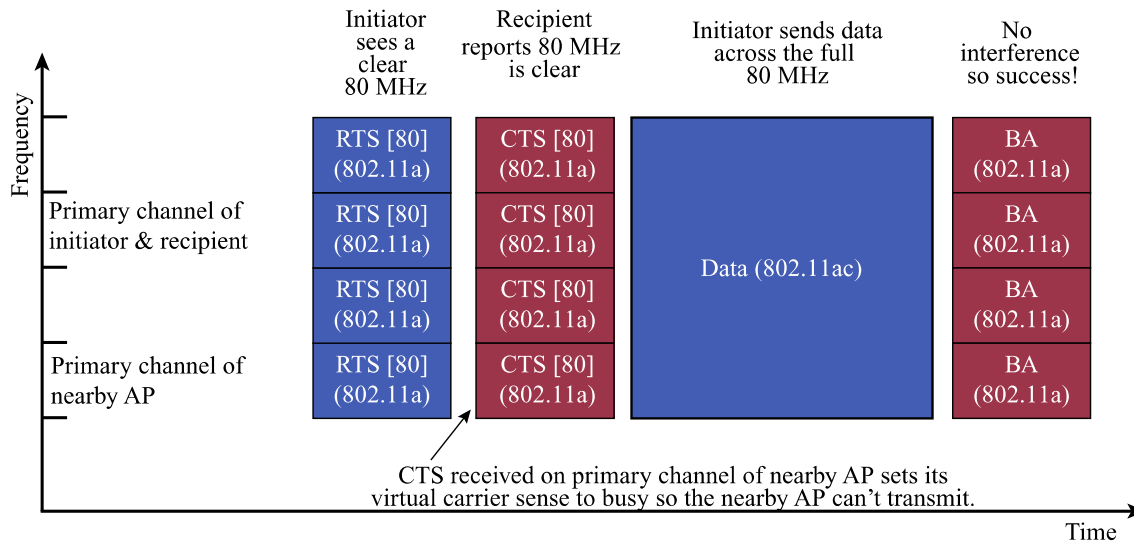 Initiator
sees a
clear
80 MHz
Recipient
reports 80 MHz
is clear
Initiator sends data
across the full
80 MHz
No
interference
so success!
Frequency
RTS [80]
(802.11a)
CTS [80]
(802.11a)
BA
(802.11a)
Primary channel of
initiator & recipient
RTS [80]
(802.11a)
CTS [80]
(802.11a)
Data (802.11ac)
BA
(802.11a)
RTS [80]
(802.11a)
CTS [80]
(802.11a)
BA
(802.11a)
Primary channel of
nearby AP
RTS [80]
(802.11a)
CTS [80]
(802.11a)
BA
(802.11a)
CTS received on primary channel of nearby AP sets its
virtual carrier sense to busy so the nearby AP can’t transmit.
Time